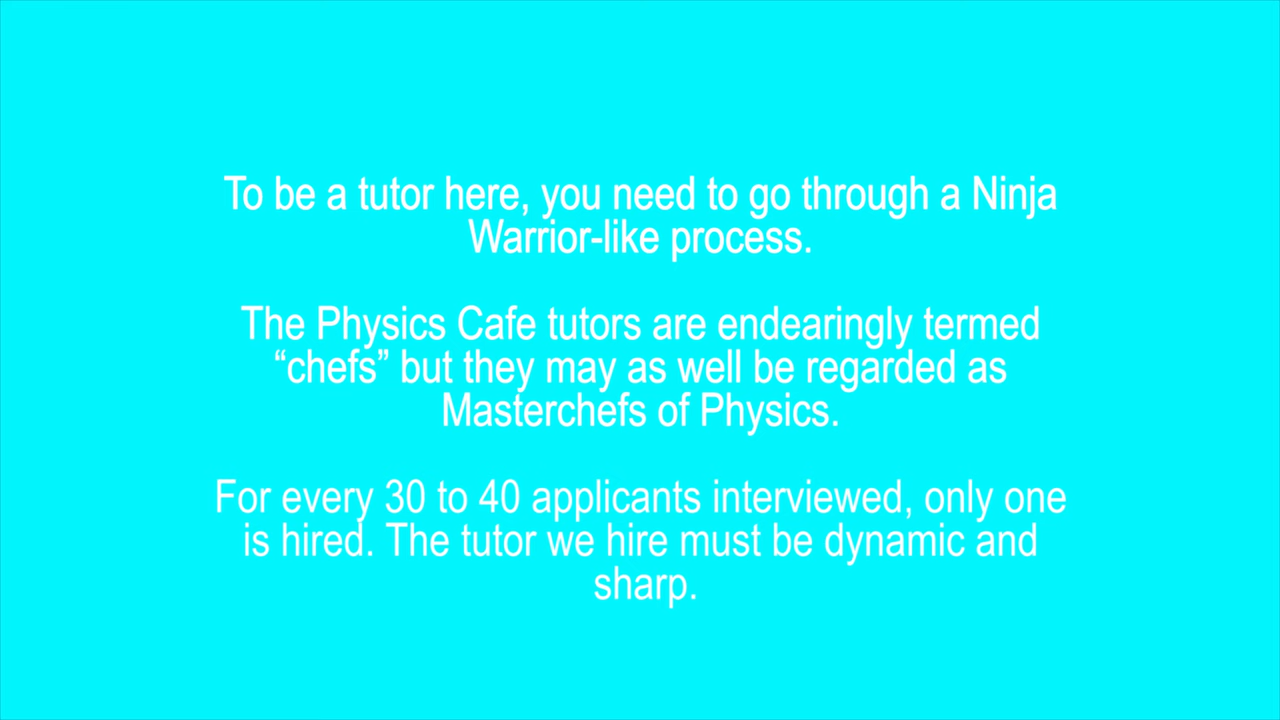 To be a tutor here, you need to go through a Ninja
Warrior-like process.
The Physics Cafe tutors are endearingly termed
“chefs” but they may as well be regarded as
Masterchefs of Physics.
For every 30 to 40 applicants interviewed, only one
is hired. The tutor we hire must be dynamic and
sharp.